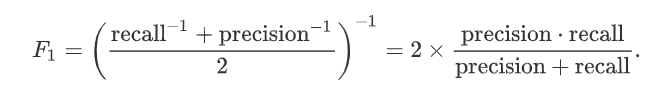 F₁ = ( (recall⁻¹ + precision⁻¹) / 2 )⁻¹ = 2 × (precision · recall) / (precision + recall).